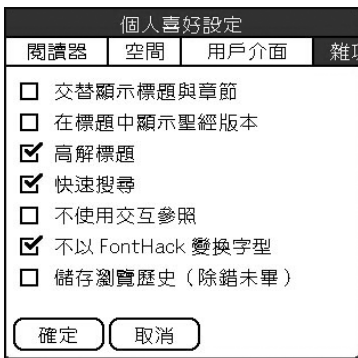 個人喜好設定
閱讀器 空間 用戶介面 雜
交替顯示標題與章節
在標題中顯示聖經版本
高解標題
快速搜尋
不使用交互參照
不以 FontHack 變換字型
儲存瀏覽歷史（除錯未畢）
確定 取消